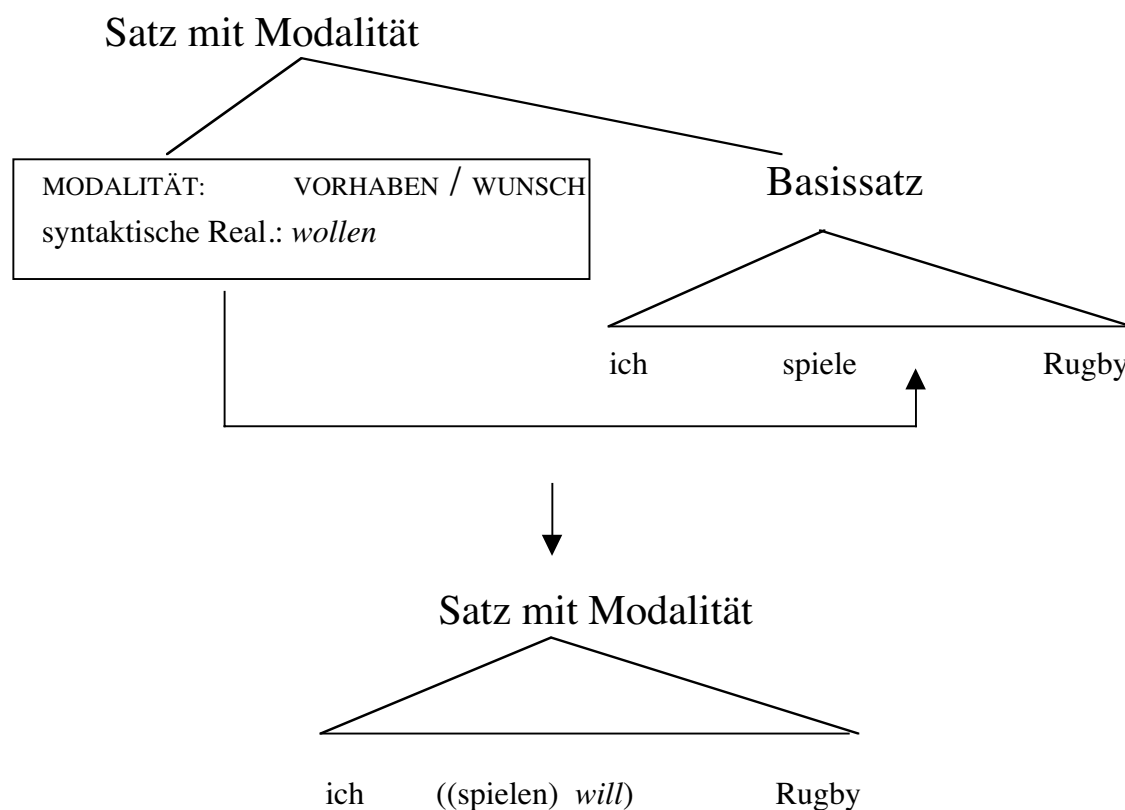 Satz mit Modalität
MODALITÄT: VORHABEN / WUNSCH
syntaktische Real.: wollen
Basissatz
ich spiele Rugby
Satz mit Modalität
ich ((spielen) will) Rugby